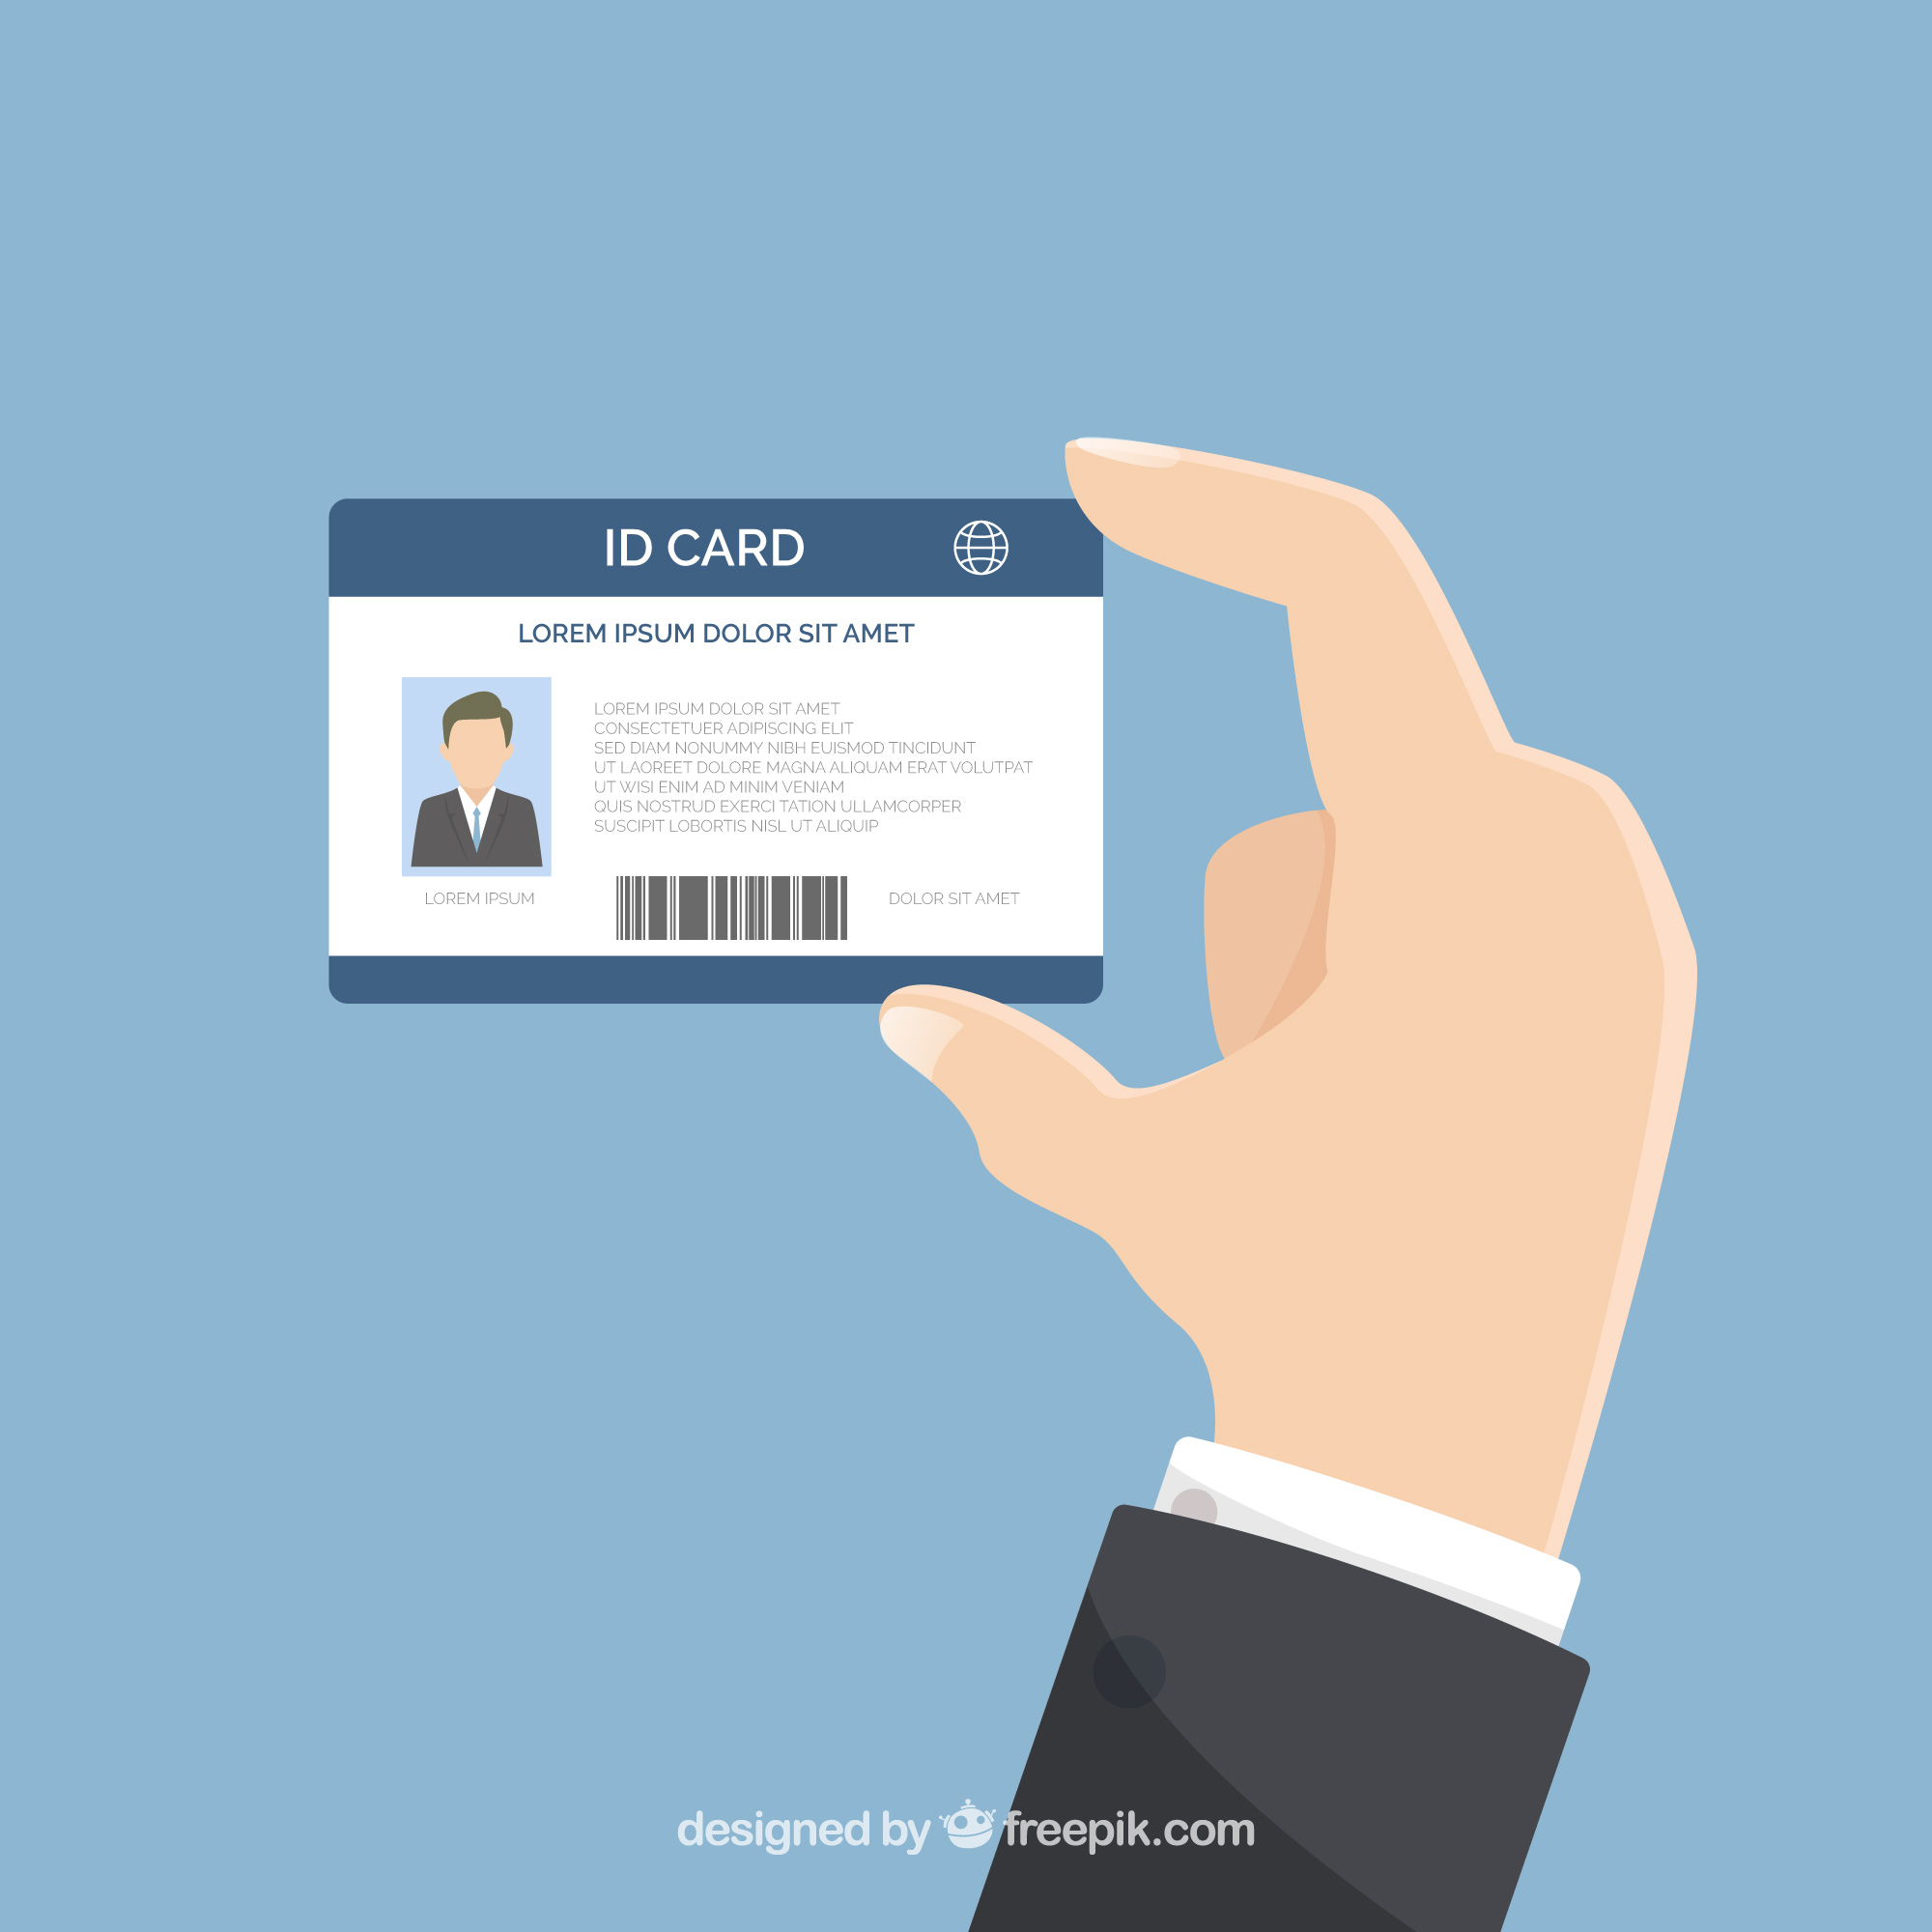 ID CARD
LOREM IPSUM DOLOR SIT AMET
LOREM IPSUM DOLOR SIT AMET
CONSECTETUER ADIPISCING ELIT
SED DIAM NONUMMY NIBH EUISMOD TINCIDUNT
UT LAOREET DOLORE MAGNA ALIQUAM ERAT VOLUTPAT
UT WISI ENIM AD MINIM VENIAM
QUIS NOSTRUD EXERCI TATION ULLAMCORPER
SUSCIPIT LOBORTIS NISL UT ALIQUIP
LOREM IPSUM
DOLOR SIT AMET
designed by freepik.com